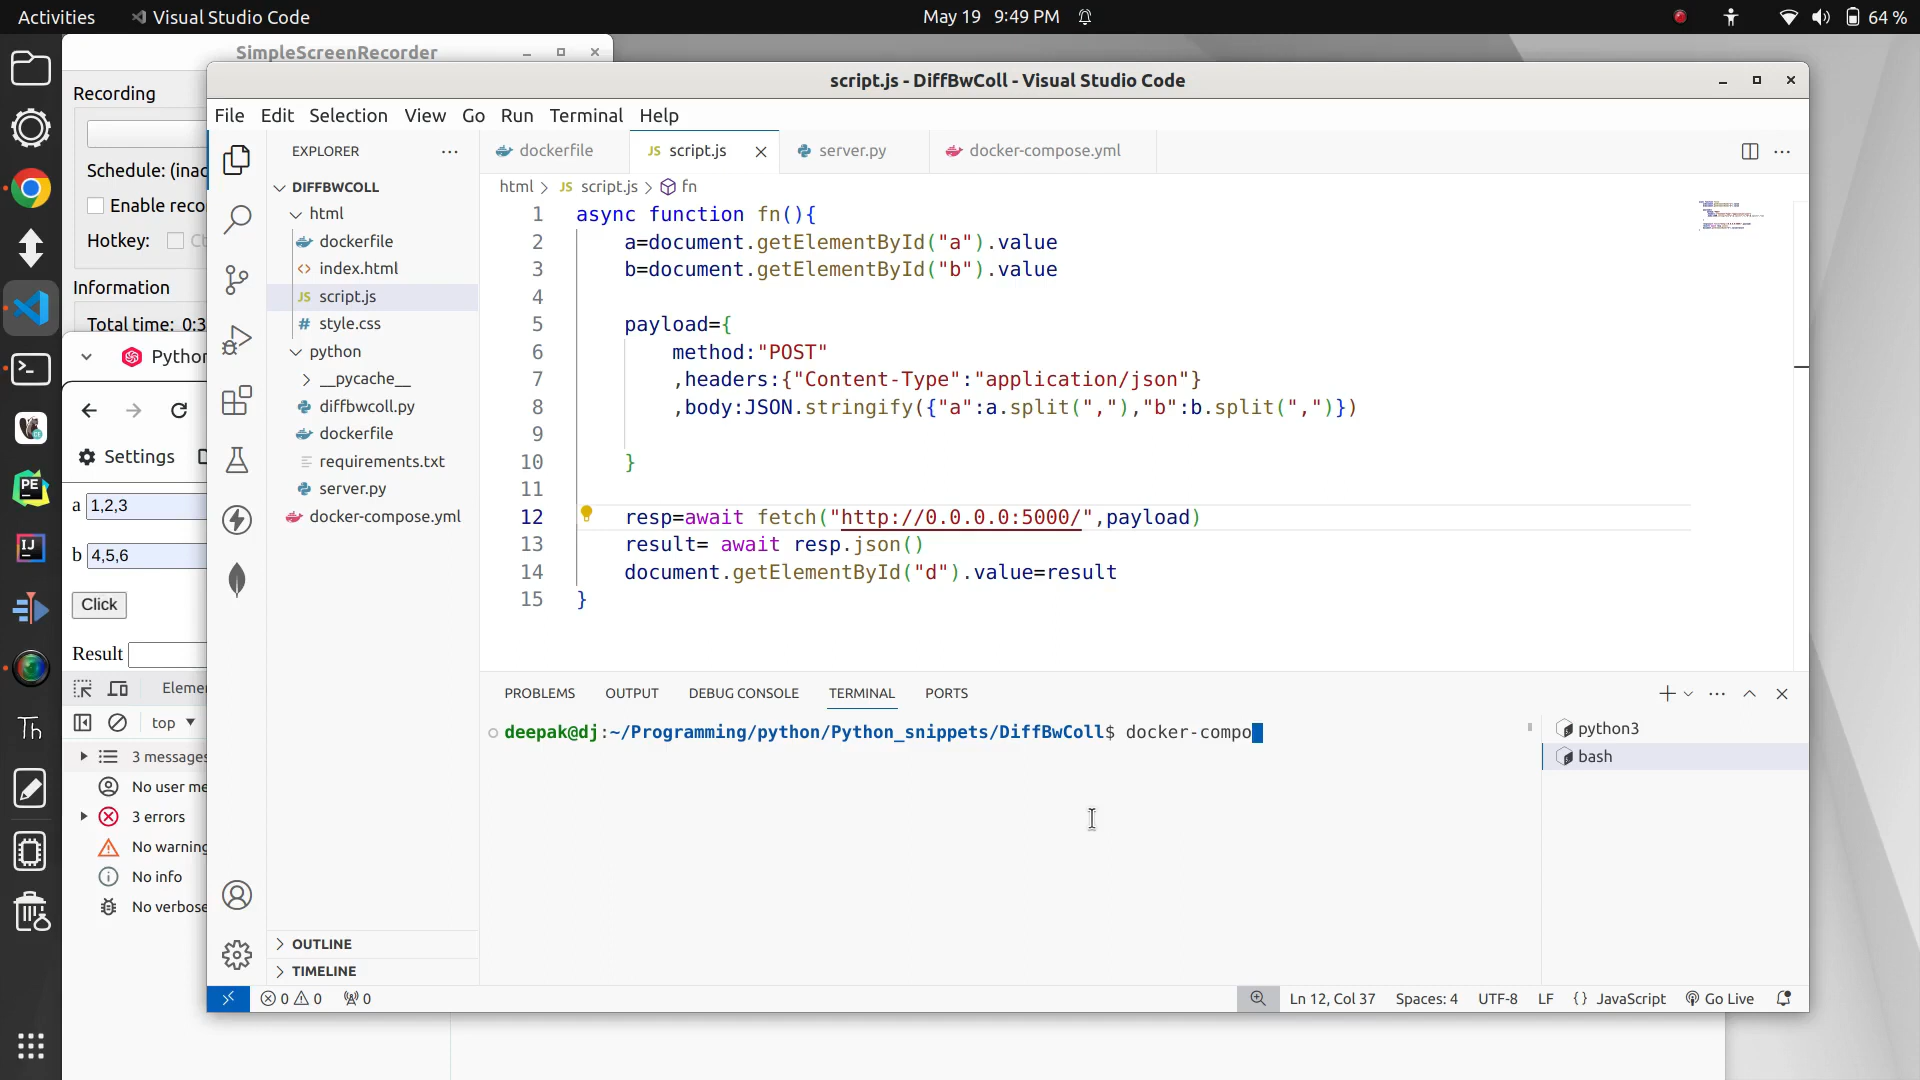 Activities
Visual Studio Code
May 19 9:49 PM
64 %
SimpleScreenRecorder
Recording
Schedule: (inac
Enable reco
Hotkey:
Information
Total time: 0:3
Pytho
Settings
a 1,2,3
b 4,5,6
Click
Result
Eleme
top
3 messages
No user me
3 errors
No warning
No info
No verbose
script.js - DiffBwColl - Visual Studio Code
File Edit Selection View Go Run Terminal Help
EXPLORER
DIFFBWCOLL
html
dockerfile
index.html
script.js
style.css
python
__pycache__
diffbwcoll.py
dockerfile
requirements.txt
server.py
docker-compose.yml
OUTLINE
TIMELINE
dockerfile
JS script.js
server.py
docker-compose.yml
html > JS script.js > fn
1 async function fn(){
2 a=document.getElementById("a").value
3 b=document.getElementById("b").value
4
5 payload={
6 method:"POST"
7 ,headers:{"Content-Type":"application/json"}
8 ,body:JSON.stringify({"a":a.split(","),"b":b.split(",")})
9
10 }
11
12 resp=await fetch("http://0.0.0.0:5000/",payload)
13 result= await resp.json()
14 document.getElementById("d").value=result
15 }
PROBLEMS OUTPUT DEBUG CONSOLE TERMINAL PORTS
deepak@dj:~/Programming/python/Python_snippets/DiffBwColl$ docker-compo
python3
bash
0 0 0
Ln 12, Col 37 Spaces: 4 UTF-8 LF {} JavaScript Go Live